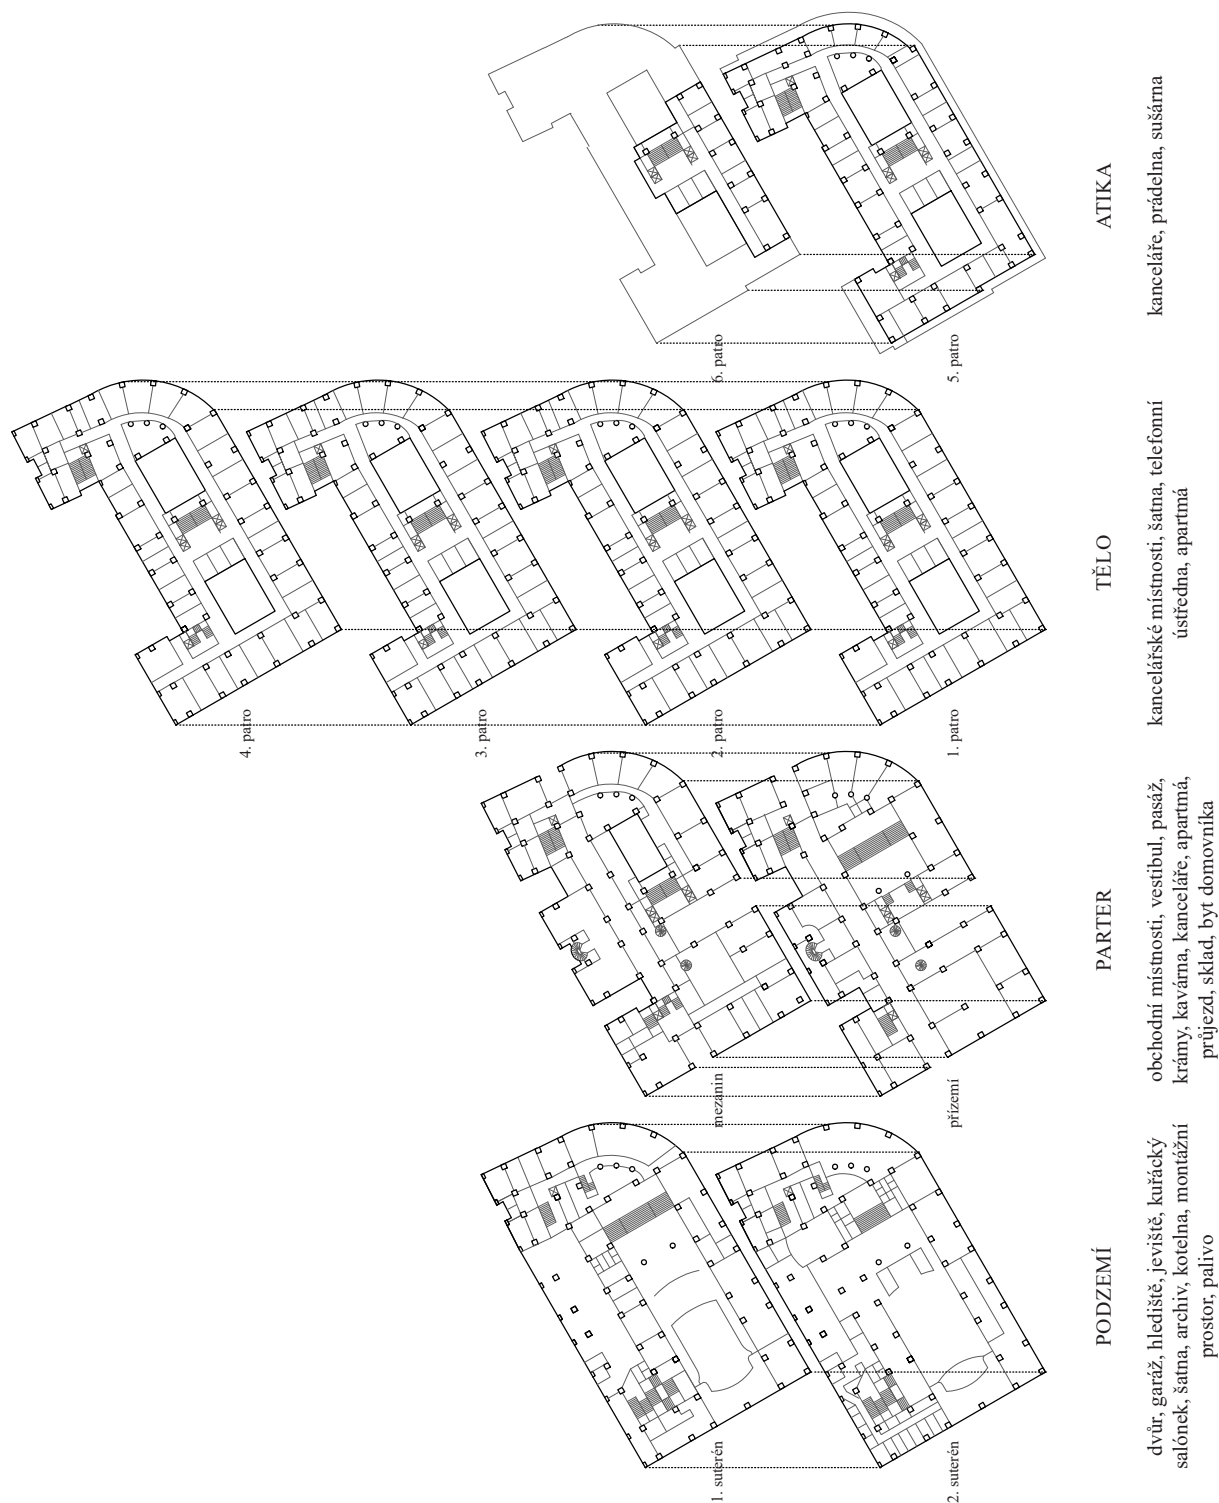 1. suterén
2. suterén
PODZEMÍ
dvůr, garáž, hlediště, jeviště, kuřácký
salónek, šatna, archiv, kotelna, montážní
prostor, palivo
mezanin
přízemí
PARTER
obchodní místnosti, vestibul, pasáž,
krámy, kavárna, kanceláře, apartmá,
průjezd, sklad, byt domovníka
4. patro
3. patro
2. patro
1. patro
TĚLO
kancelářské místnosti, šatna, telefonní
ústředna, apartmá
6. patro
5. patro
ATIKA
kanceláře, prádelna, sušárna